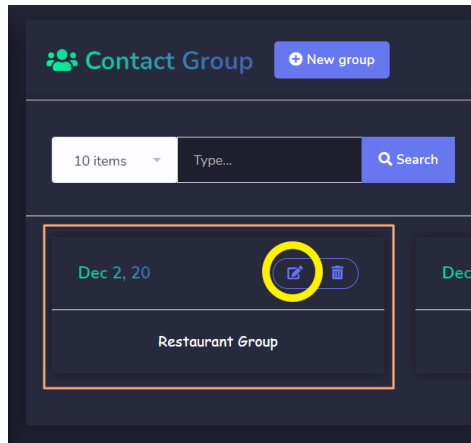 Contact Group
New group
10 items
Type...
Search
Dec 2, 20
Dec
Restaurant Group